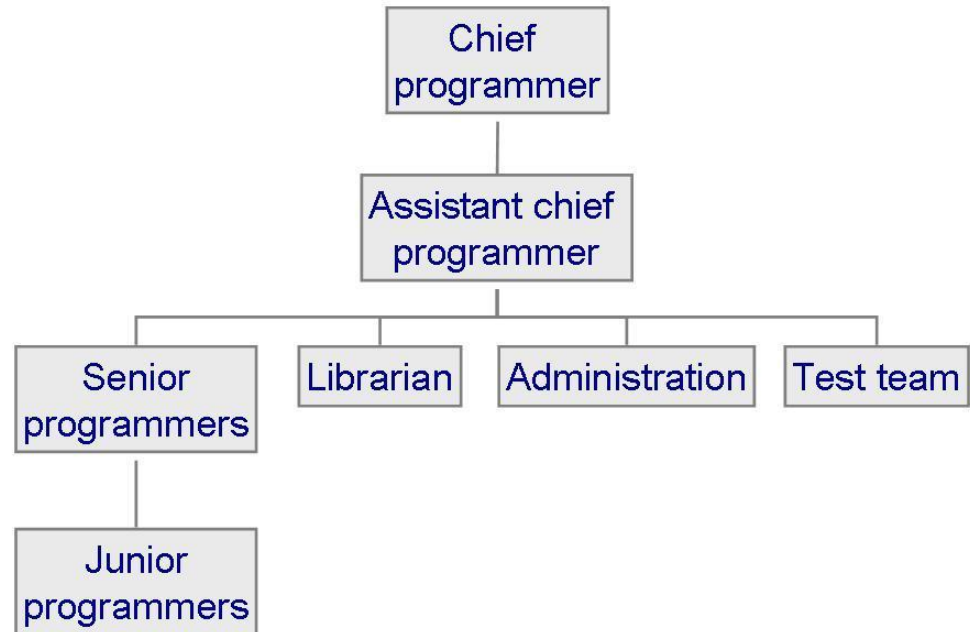 Chief
programmer
Assistant chief
programmer
Senior
programmers
Librarian
Administration
Test team
Junior
programmers